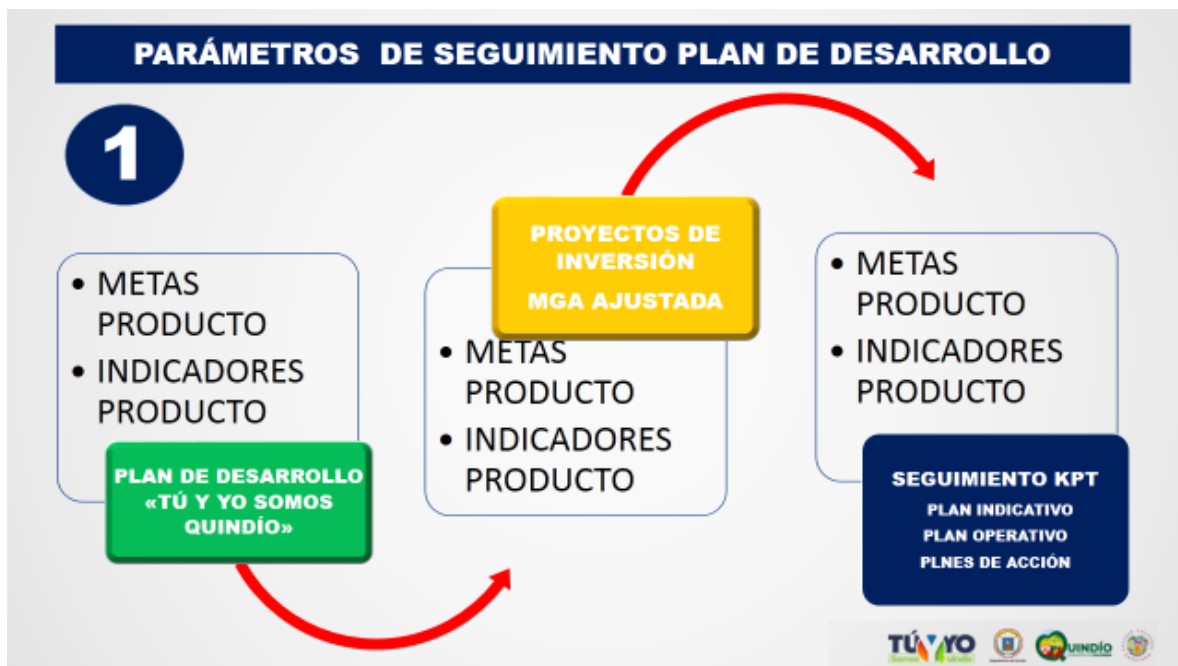 PARÁMETROS DE SEGUIMIENTO PLAN DE DESARROLLO
1
• METAS
PRODUCTO
• INDICADORES
PRODUCTO
PLAN DE DESARROLLO
«TÚ Y YO SOMOS
QUINDÍO»
PROYECTOS DE
INVERSIÓN
MGA AJUSTADA
• METAS
PRODUCTO
• INDICADORES
PRODUCTO
• METAS
PRODUCTO
• INDICADORES
PRODUCTO
SEGUIMIENTO KPT
PLAN INDICATIVO
PLAN OPERATIVO
PLNES DE ACCIÓN
TÚ Y YO
QUINDÍO